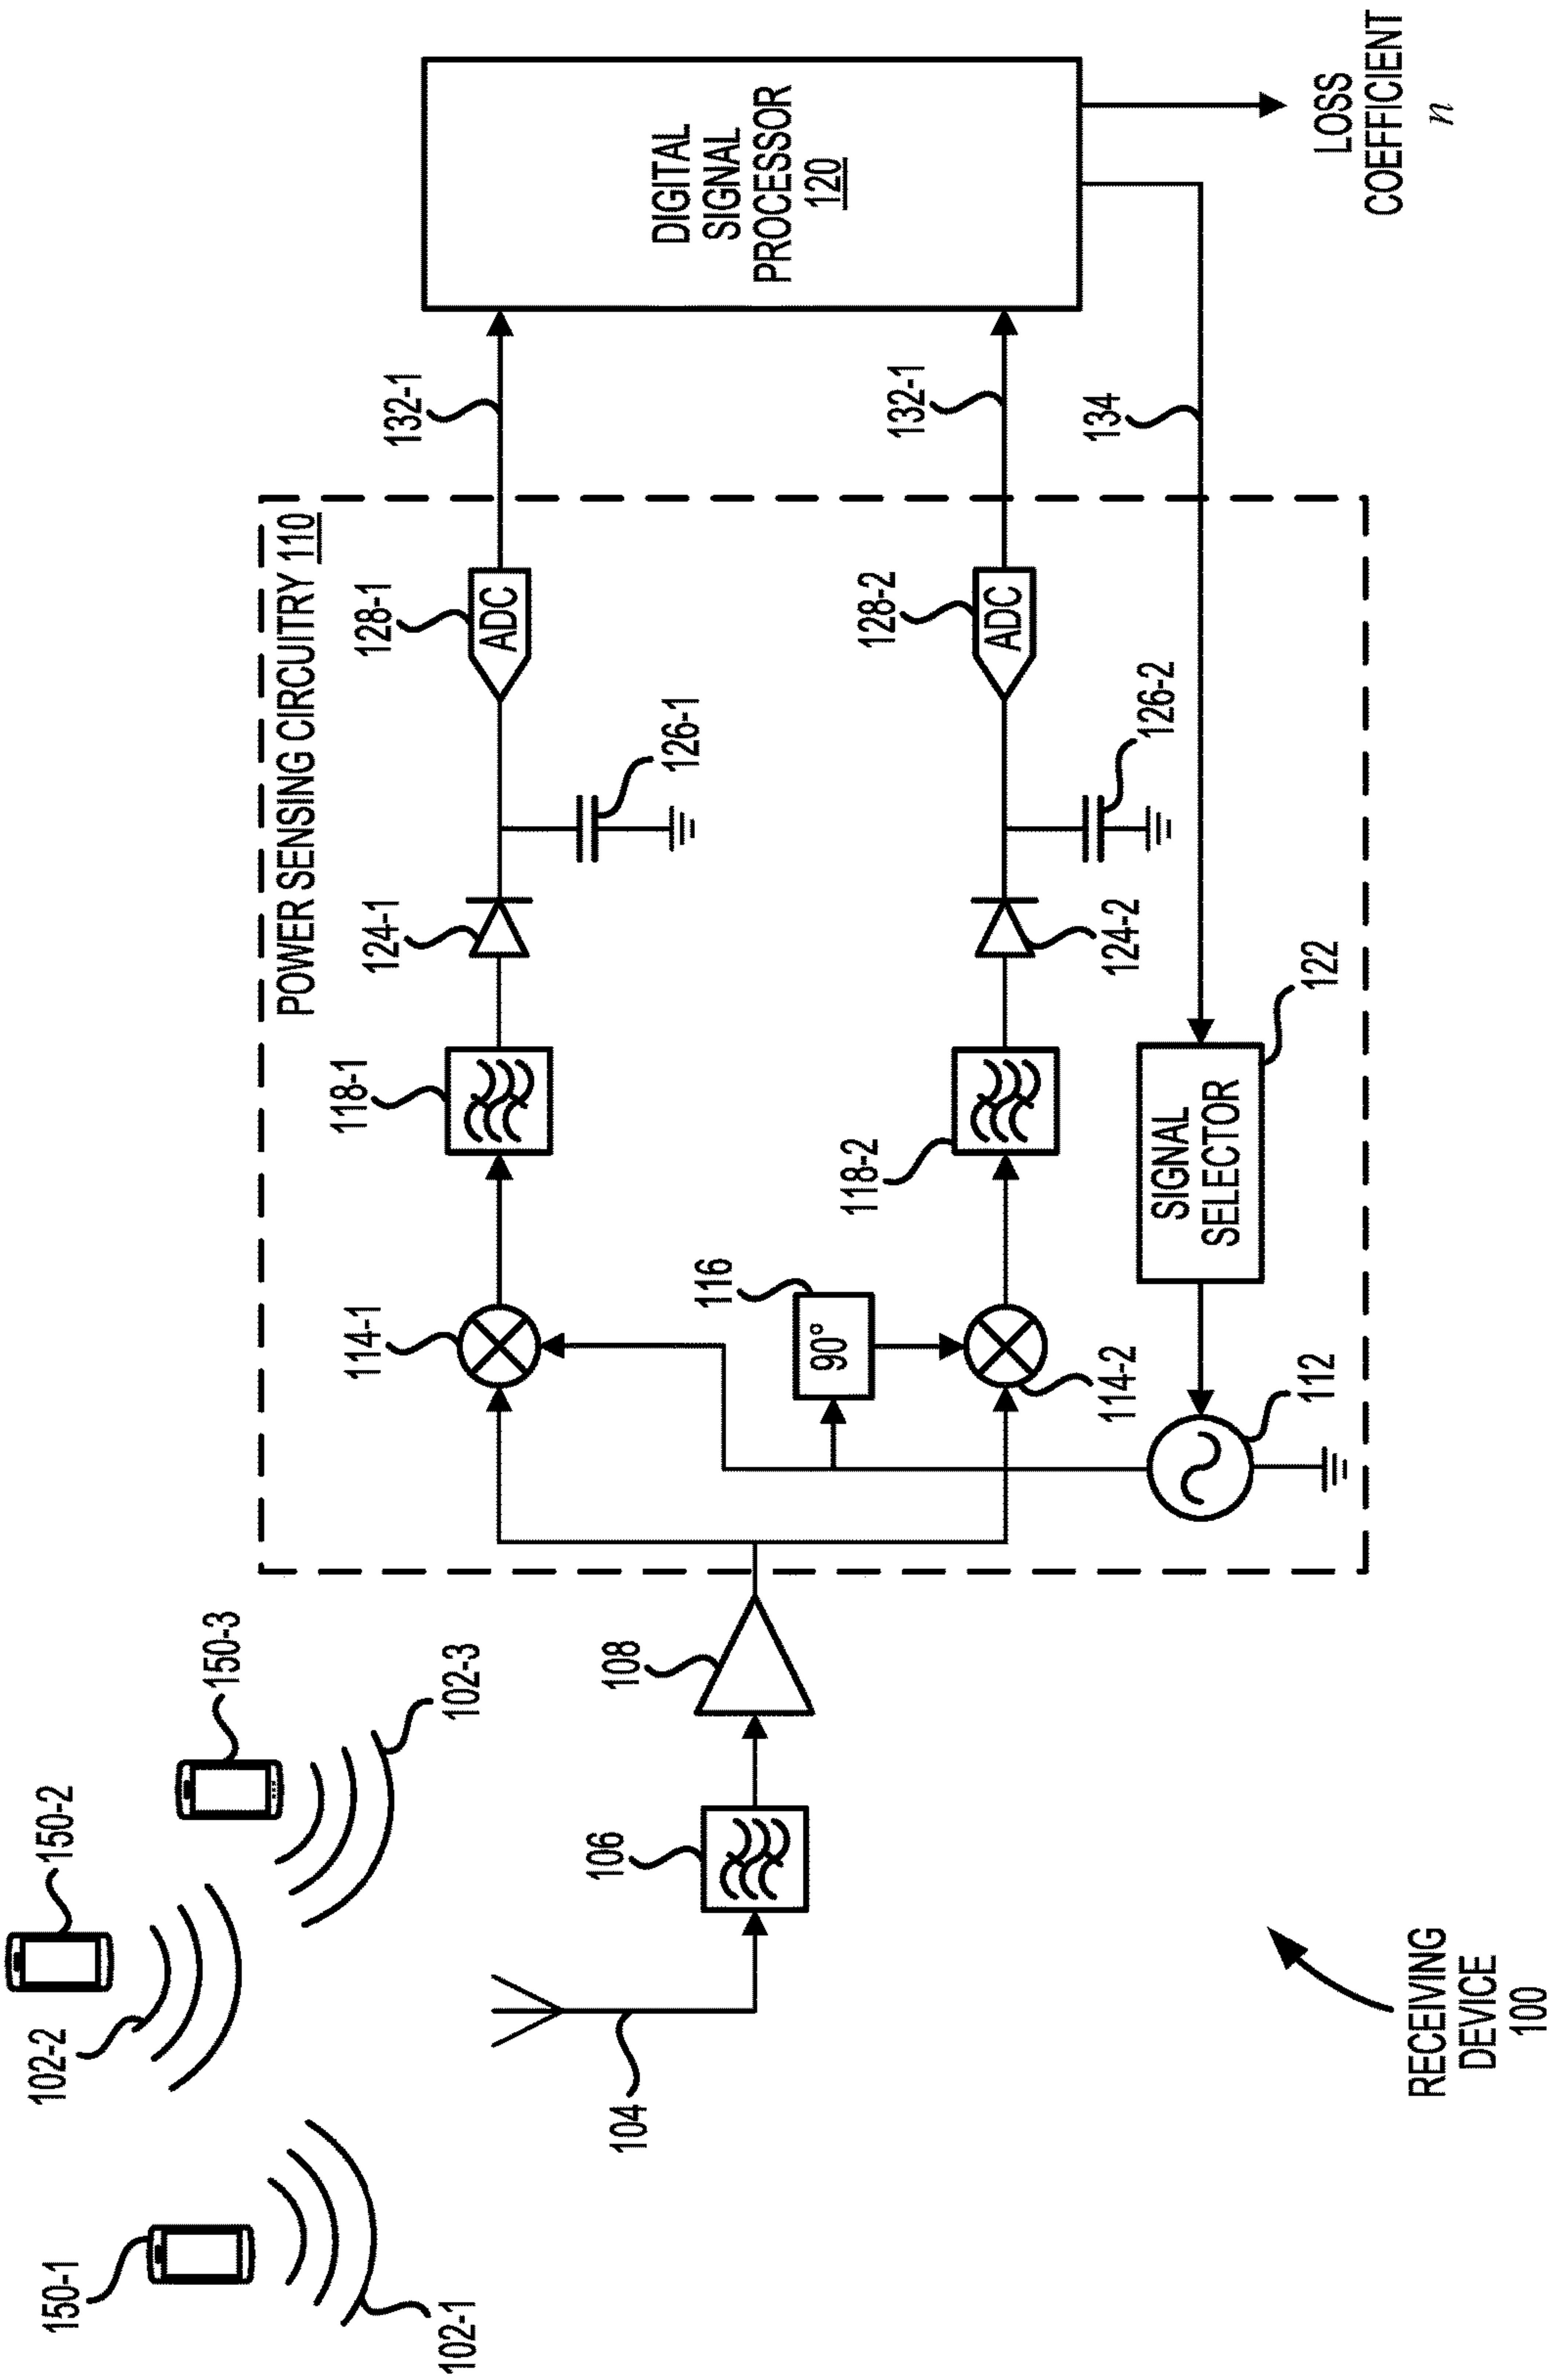 150-1
102-1
102-2
150-2
150-3
102-3
104
106
108
RECEIVING
DEVICE
100
POWER SENSING CIRCUITRY 110
114-1
118-1
124-1
126-1
128-1
ADC
132-1
116
90°
114-2
118-2
124-2
126-2
128-2
ADC
132-1
112
SIGNAL
SELECTOR
122
134
DIGITAL
SIGNAL
PROCESSOR
120
LOSS
COEFFICIENT
n